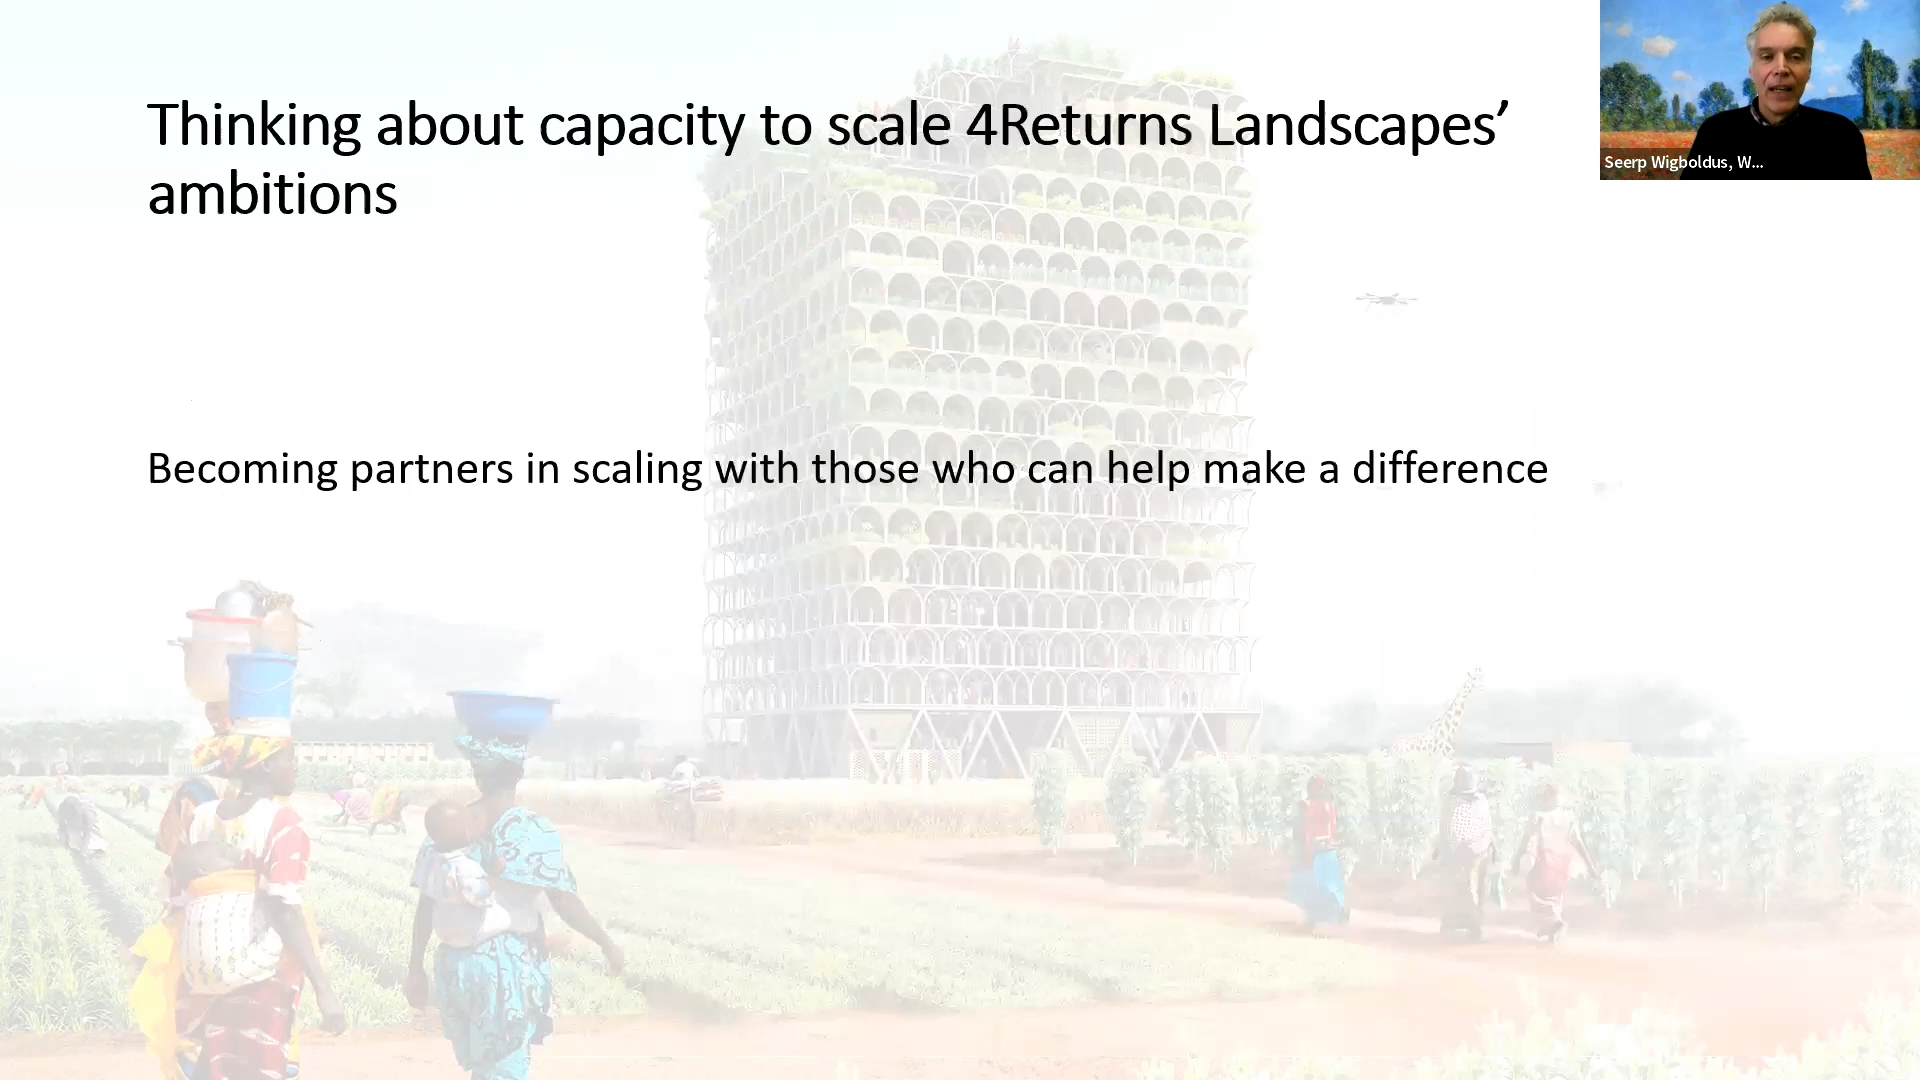 Thinking about capacity to scale 4Returns Landscapes’
ambitions
Seerp Wigboldus, W...
Becoming partners in scaling with those who can help make a difference